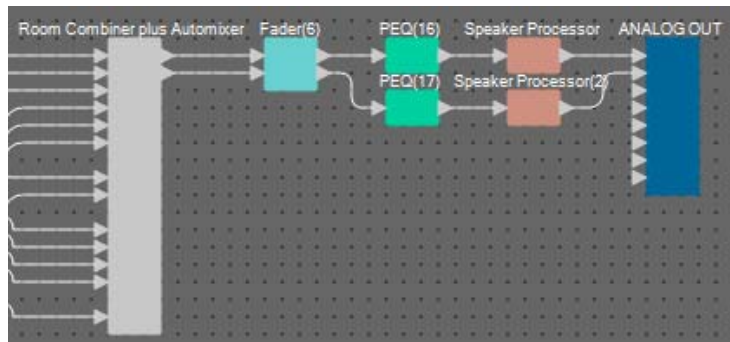 Room Combiner plus Automixer Fader(6) PEQ(16) Speaker Processor ANALOG OUT
PEQ(17) Speaker Processor(2)